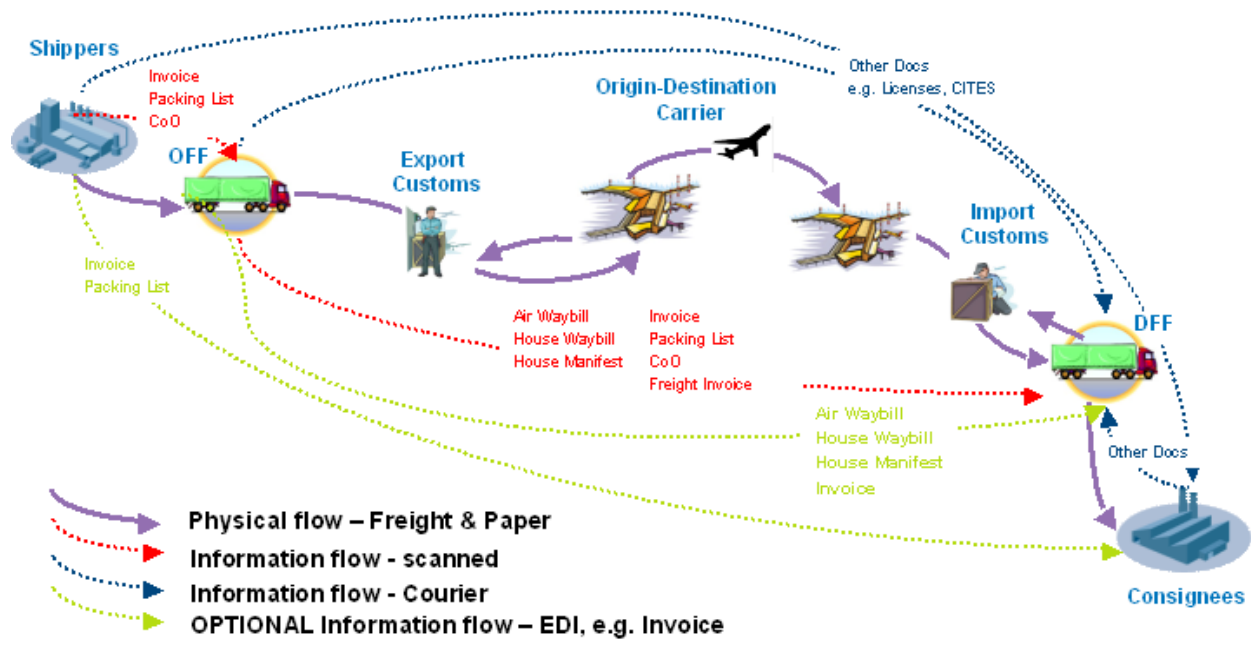 Shippers
Invoice
Packing List
CoO
OFF
Export
Customs
Origin-Destination
Carrier
Other Docs
e.g. Licenses, CITES
Import
Customs
DFF
Invoice
Packing List
Air Waybill
House Waybill
House Manifest
Invoice
Packing List
CoO
Freight Invoice
Air Waybill
House Waybill
House Manifest
Invoice
Other Docs
Consignees
Physical flow – Freight & Paper
Information flow - scanned
Information flow - Courier
OPTIONAL Information flow – EDI, e.g. Invoice